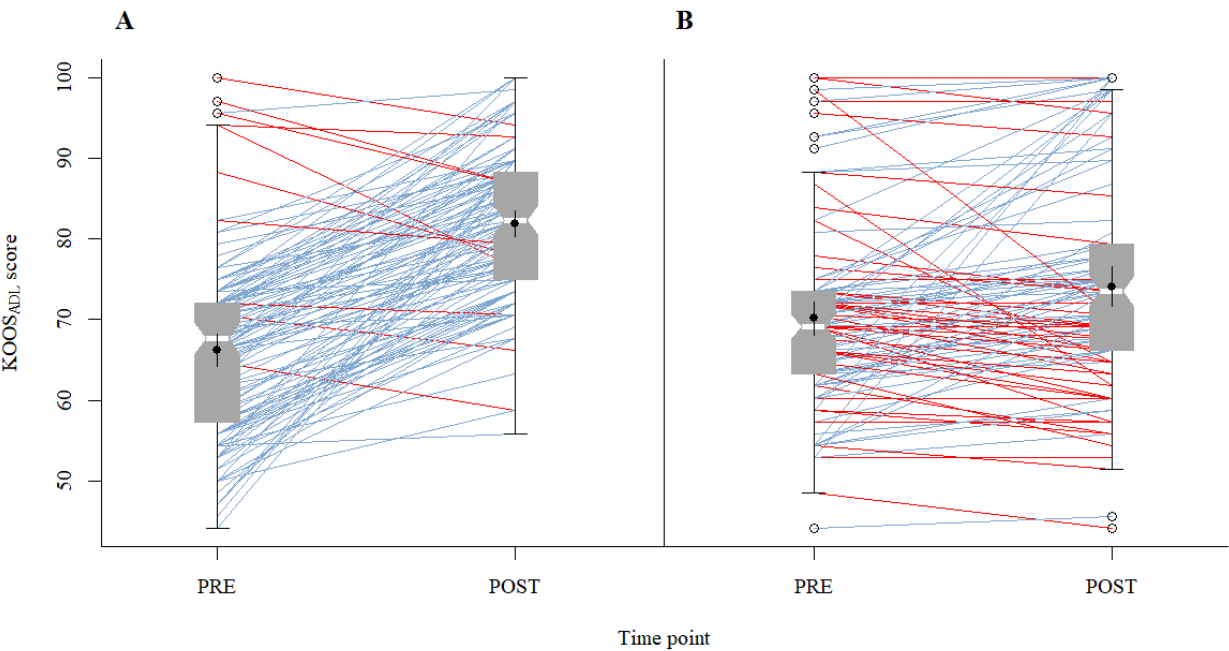 A
B
KOOSADL score
100
90
80
70
60
50
PRE
POST
PRE
POST
Time point